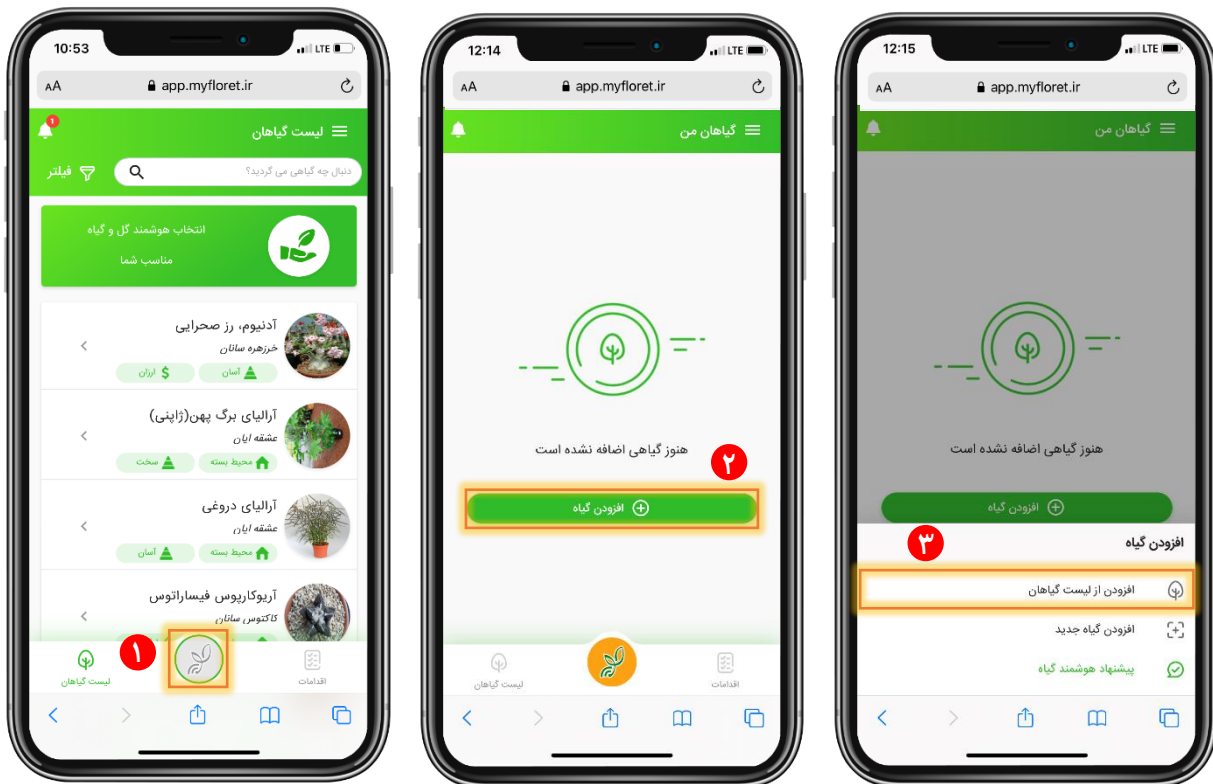 10:53
LTE
AA
app.myfloret.ir
1
لیست گیاهان
دنبال چه گیاهی می گردید؟
فیلتر
انتخاب هوشمند گل و گیاه
مناسب شما
آدنیوم، رز صحرایی
خرزهره سانان
آسان
ارزان
آرالیای برگ پهن(ژاپنی)
عشقه ایان
محیط بسته
سخت
آرالیای دروغی
عشقه ایان
محیط بسته
آسان
آریوکارپوس فیساراتوس
کاکتوس سانان
۱
اقدامات
لیست گیاهان
12:14
LTE
AA
app.myfloret.ir
گیاهان من
هنوز گیاهی اضافه نشده است
۲
افزودن گیاه
اقدامات
لیست گیاهان
12:15
LTE
AA
app.myfloret.ir
گیاهان من
هنوز گیاهی اضافه نشده است
افزودن گیاه
افزودن گیاه
۳
افزودن از لیست گیاهان
افزودن گیاه جدید
پیشنهاد هوشمند گیاه